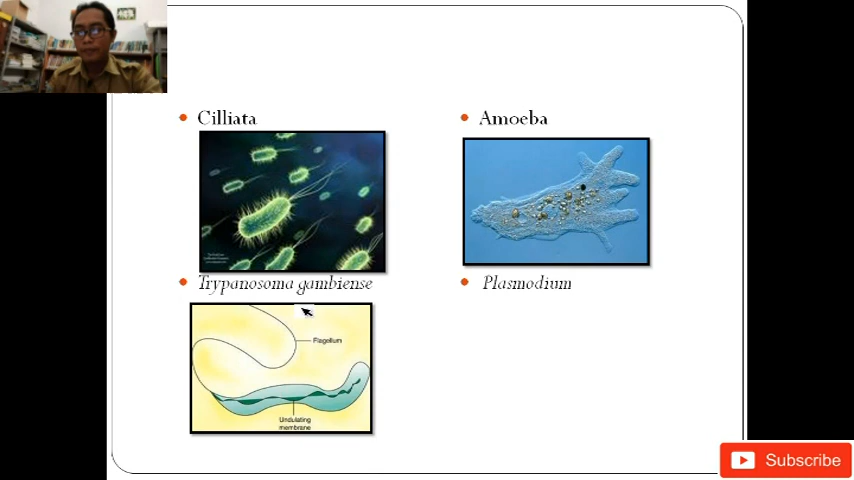 Cilliata
Amoeba
Trypanosoma gambiense
Plasmodium
Flagellum
Undulating
membrane
Subscribe